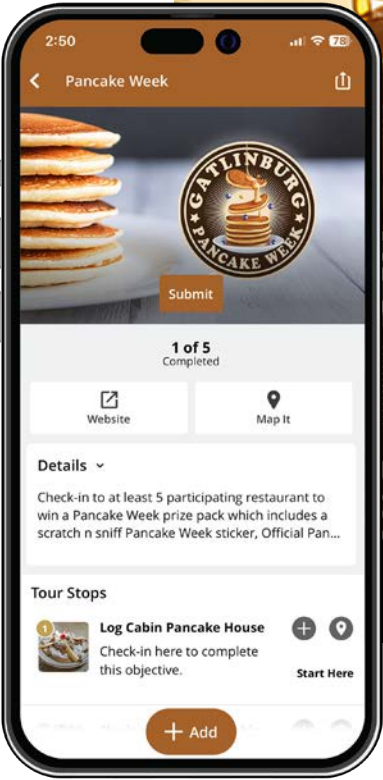 2:50
78
Pancake Week
GATLINBURG
PANCAKE WEEK
Submit
1 of 5
Completed
Website
Map It
Details
Check-in to at least 5 participating restaurant to
win a Pancake Week prize pack which includes a
scratch n sniff Pancake Week sticker, Official Pan...
Tour Stops
1
Log Cabin Pancake House
Check-in here to complete
this objective.
Start Here
+ Add